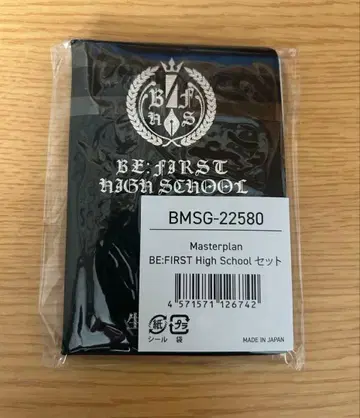 B F
H S
BE:FIRST
HIGH SCHOOL
BMSG-22580
Masterplan
BE:FIRST High School セット
4 571571 126742
紙 プラ
シール 袋
MADE IN JAPAN